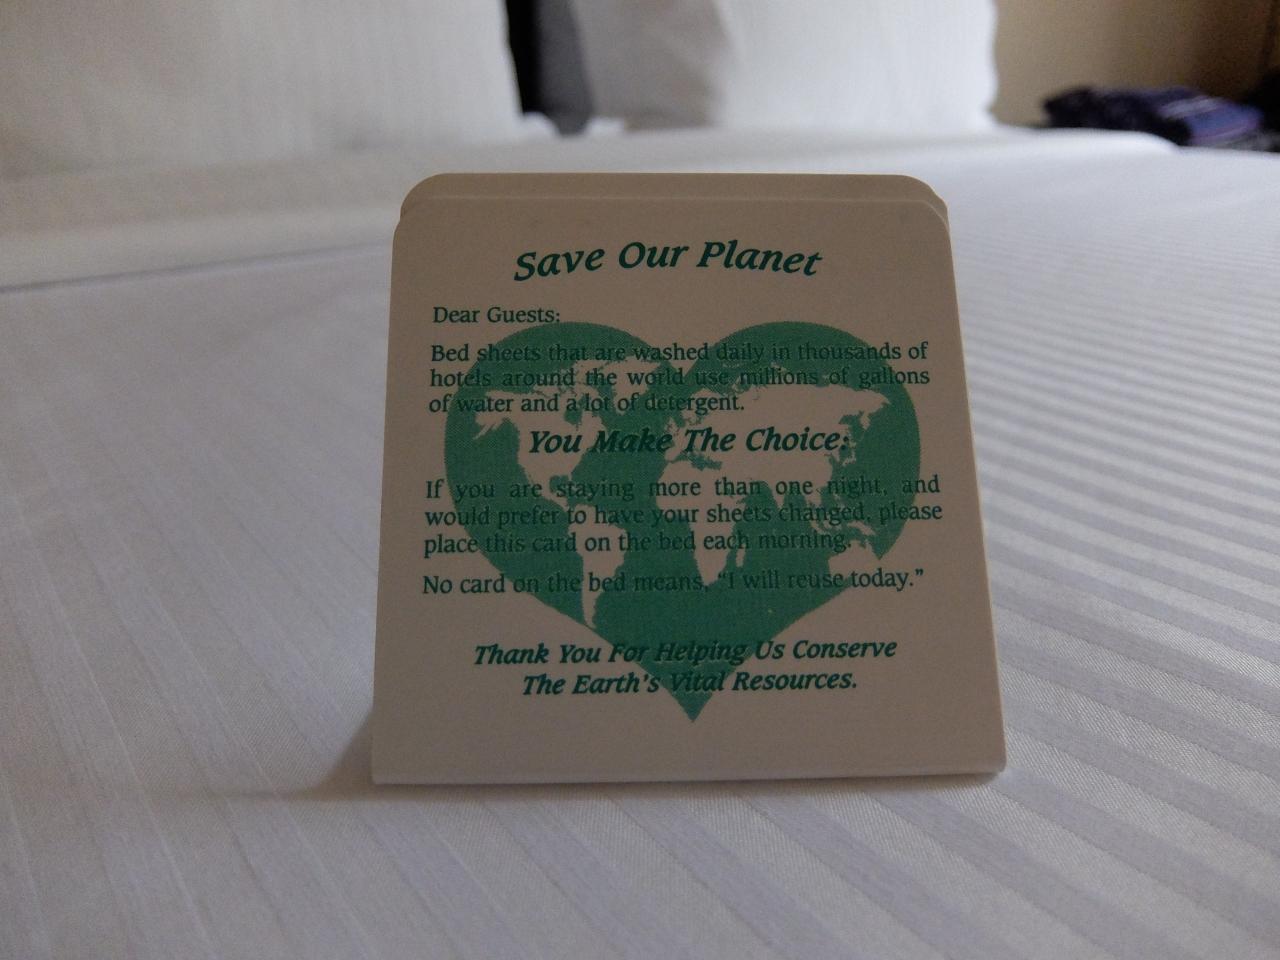 Save Our Planet
Dear Guests:
Bed sheets that are washed daily in thousands of
hotels around the world use millions of gallons
of water and a lot of detergent.
You Make The Choice:
If you are staying more than one night, and
would prefer to have your sheets changed, please
place this card on the bed each morning.
No card on the bed means, “I will reuse today.”
Thank You For Helping Us Conserve
The Earth's Vital Resources.